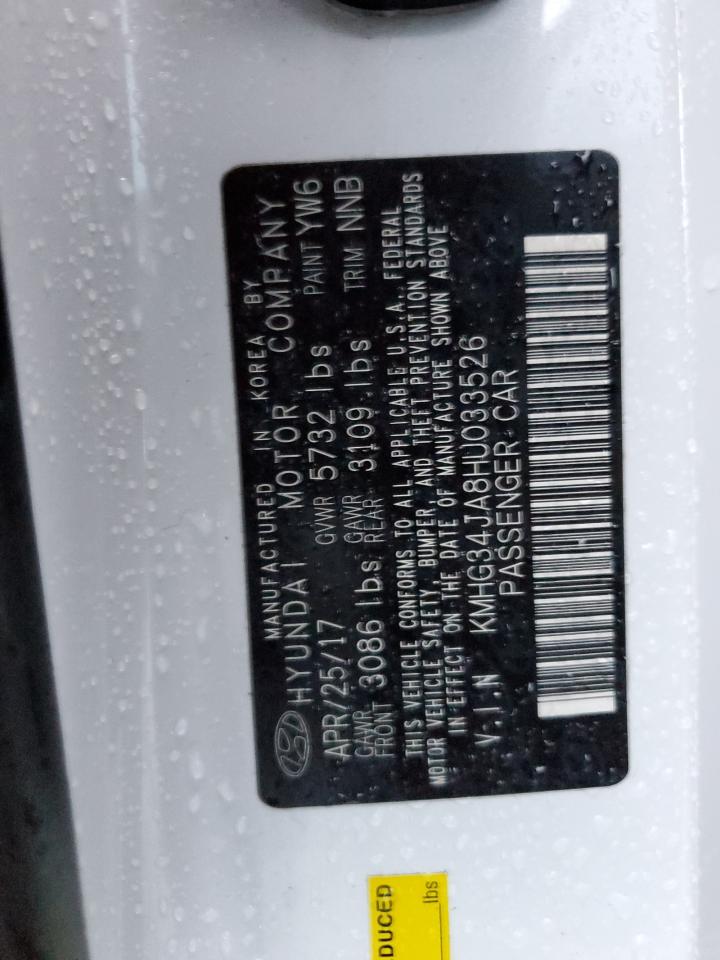 MANUFACTURED IN KOREA BY
HYUNDAI MOTOR COMPANY
APR/25/17 GVWR 5732 lbs PAINT YW6
GAWR FRONT 3086 lbs GAWR REAR 3109 lbs TRIM NNB
THIS VEHICLE CONFORMS TO ALL APPLICABLE U.S.A. FEDERAL
MOTOR VEHICLE SAFETY, BUMPER, AND THEFT PREVENTION STANDARDS
IN EFFECT ON THE DATE OF MANUFACTURE SHOWN ABOVE
V.I.N KMHG34JA8HU033526
PASSENGER CAR
DUCED
lbs